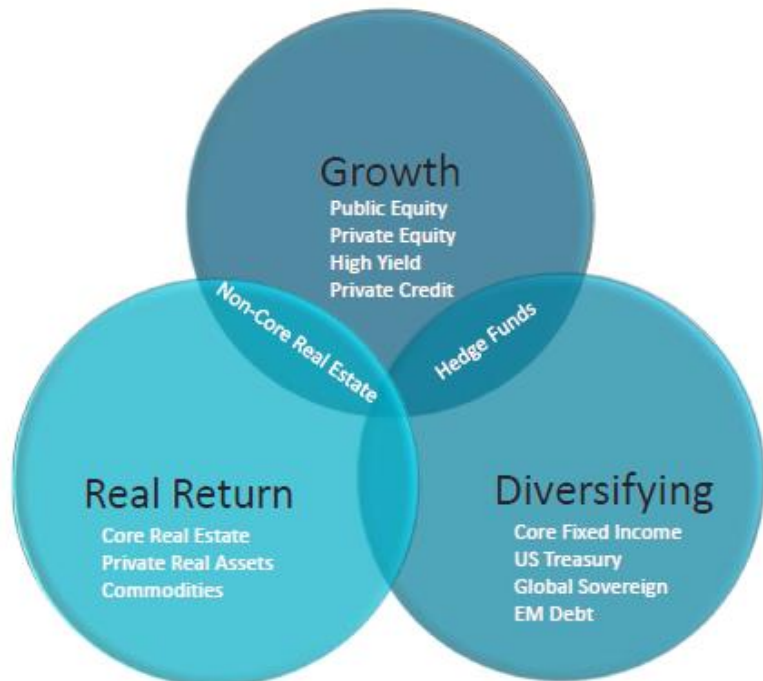 Growth
Public Equity
Private Equity
High Yield
Private Credit
Non-Core Real Estate
Hedge Funds
Real Return
Core Real Estate
Private Real Assets
Commodities
Diversifying
Core Fixed Income
US Treasury
Global Sovereign
EM Debt